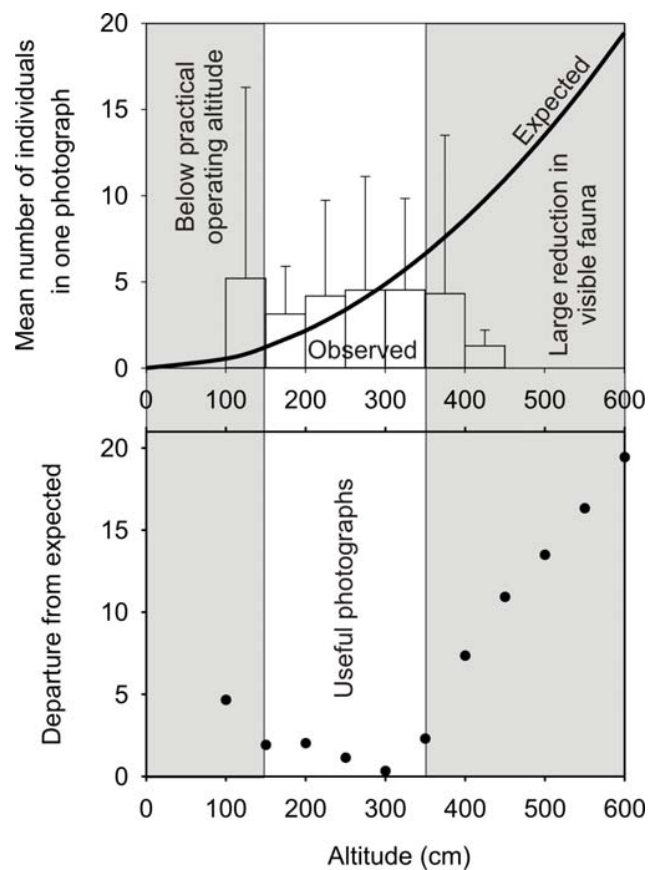 20
15
10
5
0
Mean number of individuals
in one photograph
Below practical
operating altitude
Expected
Observed
Large reduction in
visible fauna
0 100 200 300 400 500 600
20
15
10
5
0
Departure from expected
Useful photographs
0 100 200 300 400 500 600
Altitude (cm)